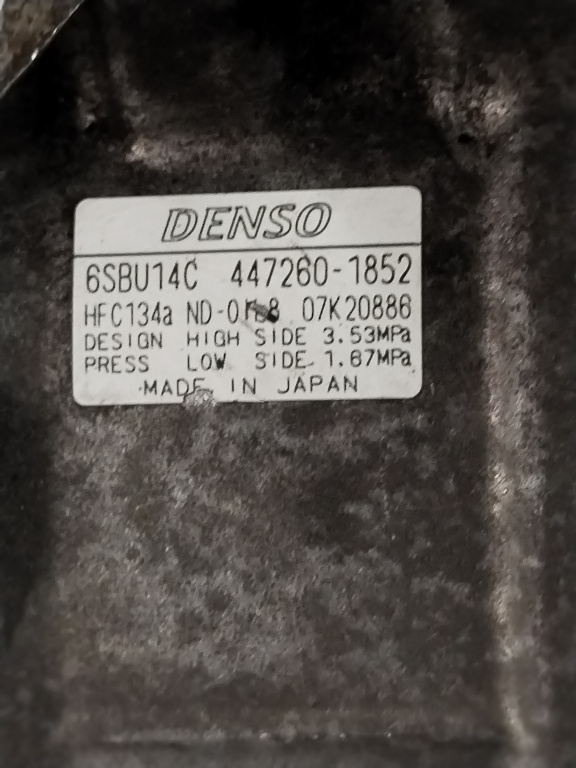 DENSO
6SBU14C 447260-1852
HFC134a 07K20886
DESIGN HIGH SIDE 3.53MPa
PRESS LOW SIDE 1.67MPa
MADE IN JAPAN